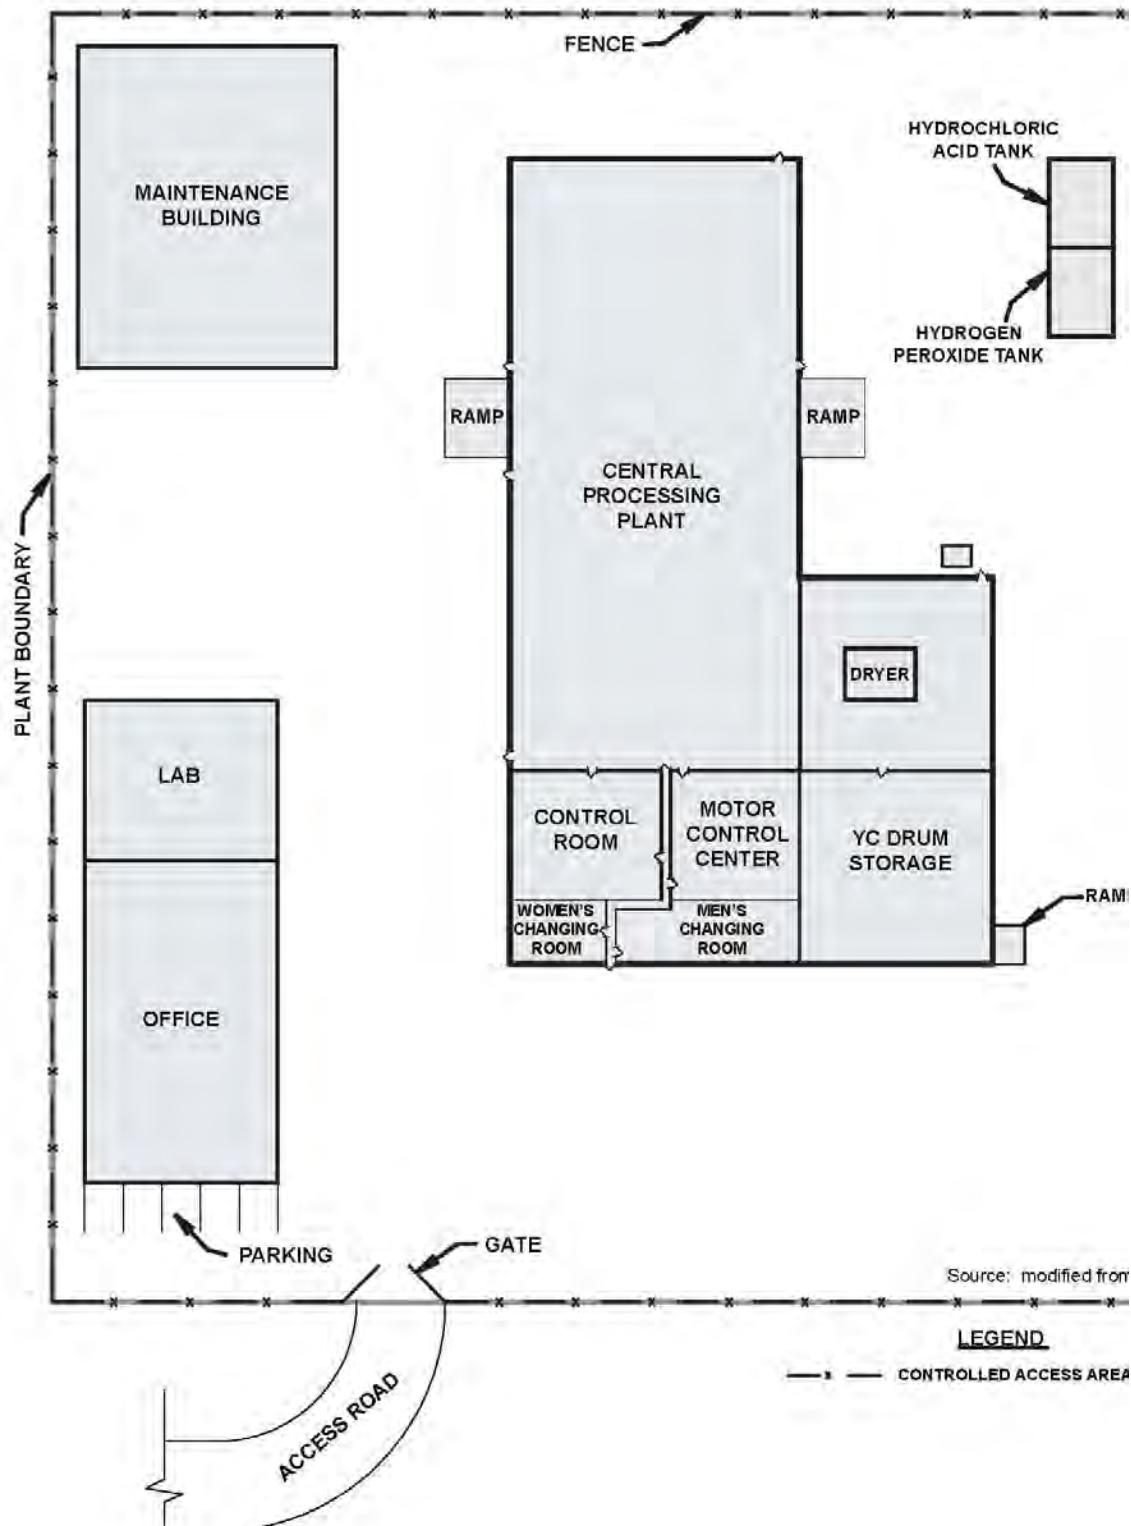 FENCE
HYDROCHLORIC
ACID TANK
MAINTENANCE
BUILDING
HYDROGEN
PEROXIDE TANK
RAMP
RAMP
CENTRAL
PROCESSING
PLANT
PLANT BOUNDARY
DRYER
LAB
CONTROL
ROOM
MOTOR
CONTROL
CENTER
YC DRUM
STORAGE
WOMEN'S
CHANGING
ROOM
MEN'S
CHANGING
ROOM
OFFICE
PARKING
GATE
Source: modified from
LEGEND
CONTROLLED ACCESS AREA
ACCESS ROAD